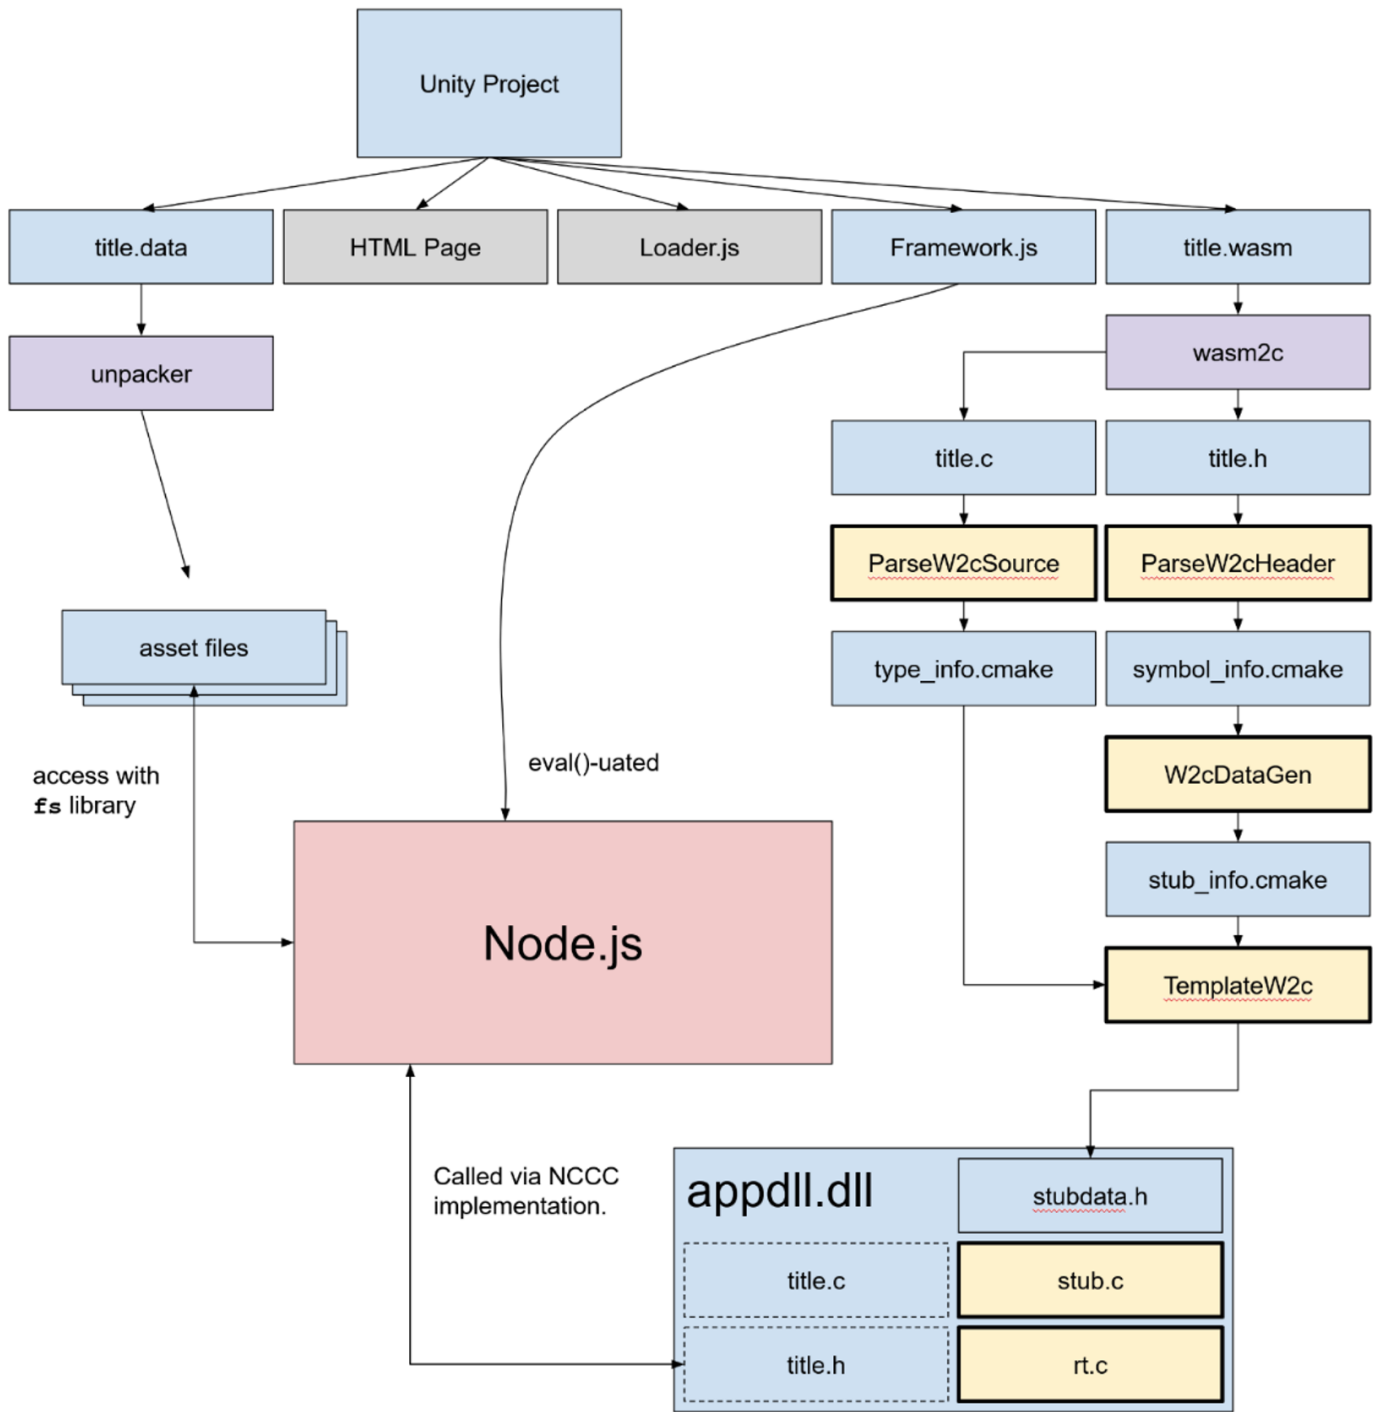 Unity Project
title.data
HTML Page
Loader.js
Framework.js
title.wasm
unpacker
wasm2c
title.c
title.h
ParseW2cSource
ParseW2cHeader
asset files
type_info.cmake
symbol_info.cmake
access with
fs library
eval()-uated
W2cDataGen
stub_info.cmake
Node.js
TemplateW2c
Called via NCCC
implementation.
appdll.dll
stubdata.h
title.c
stub.c
title.h
rt.c